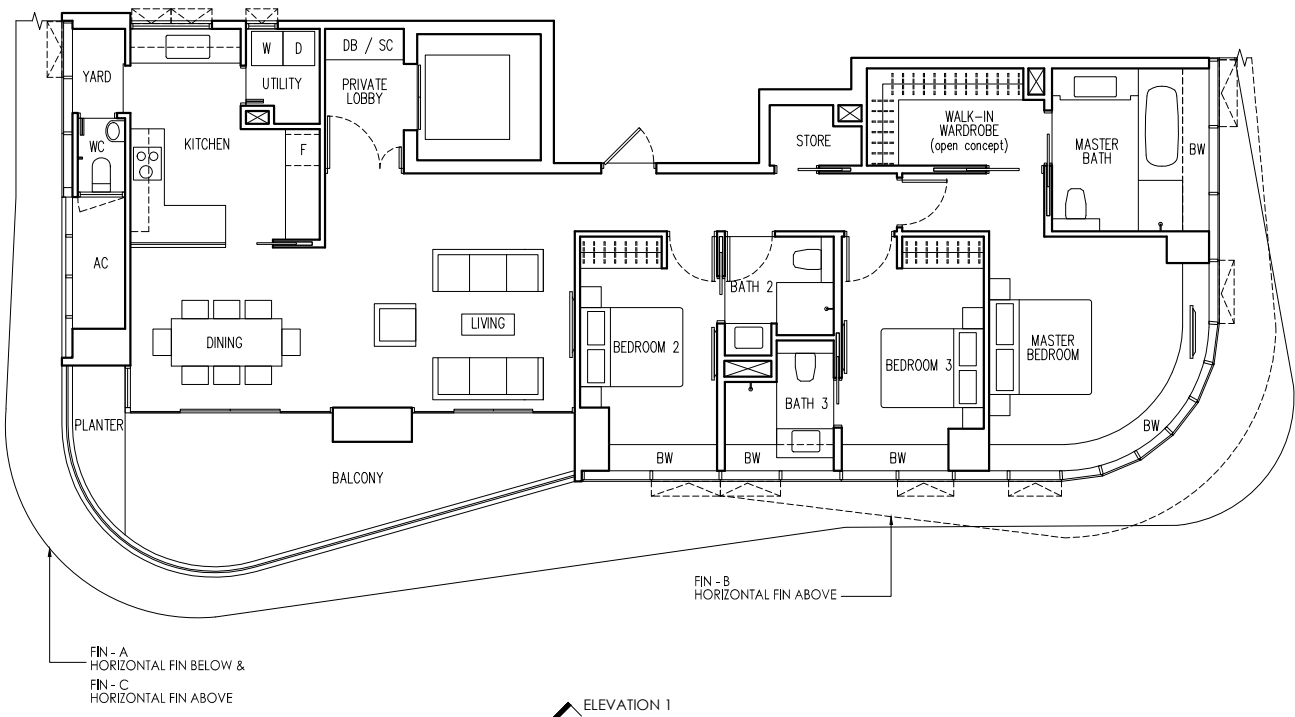 DB / SC
W
D
UTILITY
YARD
PRIVATE
LOBBY
KITCHEN
WC
F
STORE
WALK-IN
WARDROBE
(open concept)
MASTER
BATH
BW
AC
DINING
LIVING
BEDROOM 2
BATH 2
BATH 3
BEDROOM 3
MASTER
BEDROOM
PLANTER
BALCONY
BW
BW
BW
BW
FIN - B
HORIZONTAL FIN ABOVE
FIN - A
HORIZONTAL FIN BELOW &
FIN - C
HORIZONTAL FIN ABOVE
ELEVATION 1